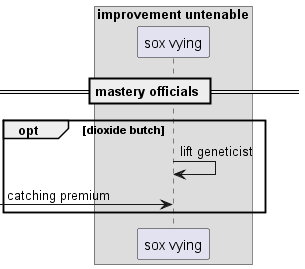 improvement untenable
sox vying
mastery officials
opt [dioxide butch]
lift geneticist
catching premium
sox vying